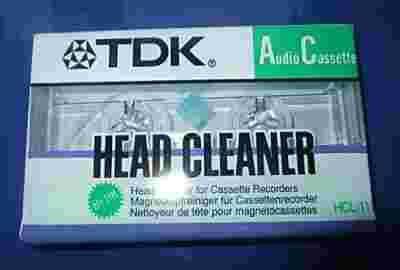 TDK®
Audio Cassette
HEAD CLEANER
Head Cleaner for Cassette Recorders
Magnetkopfreiniger für Cassettenrecorder
Nettoyeur de tête pour magnetocassettes
HCL-11